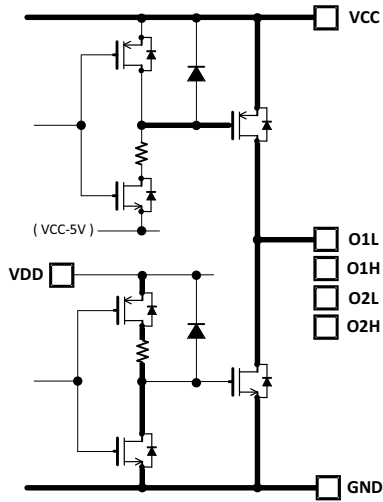 VCC
( VCC-5V )
O1L
VDD
O1H
O2L
O2H
GND